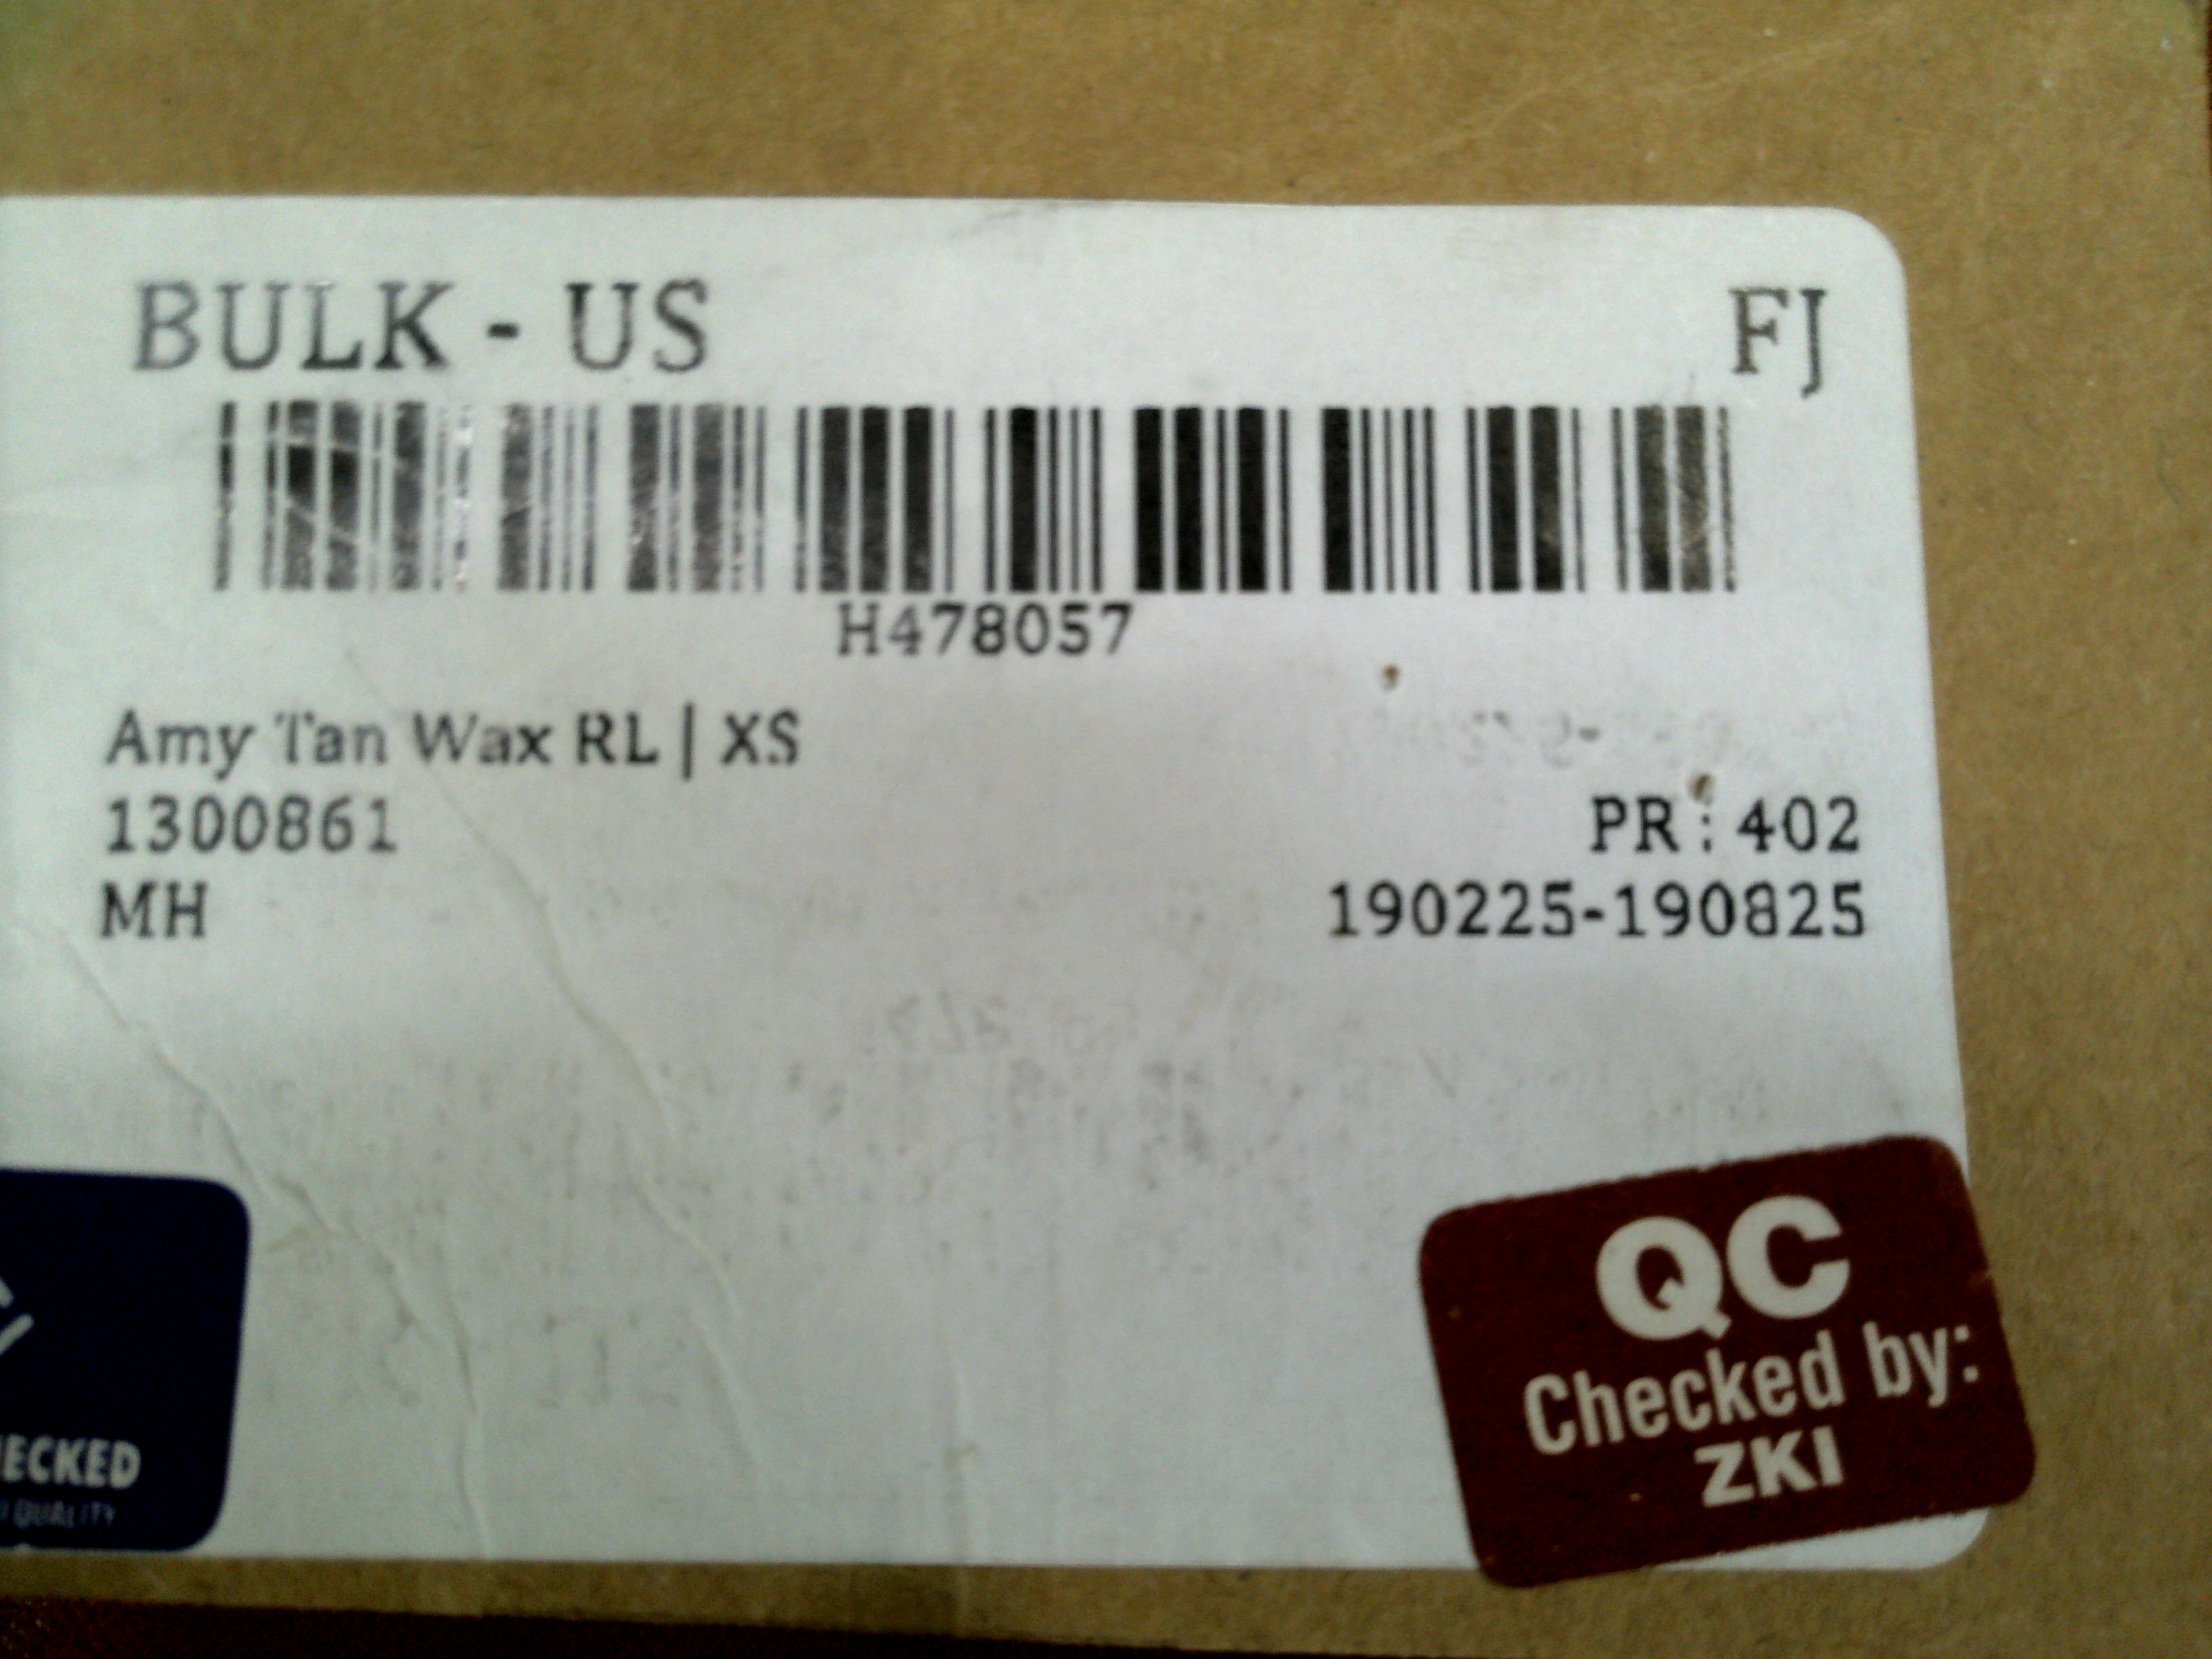 BULK - US FJ
H478057
Amy Tan Wax RL | XS
1300861 PR : 402
MH 190225-190825
QC
Checked by:
ZKI
ECKED
QUALITY